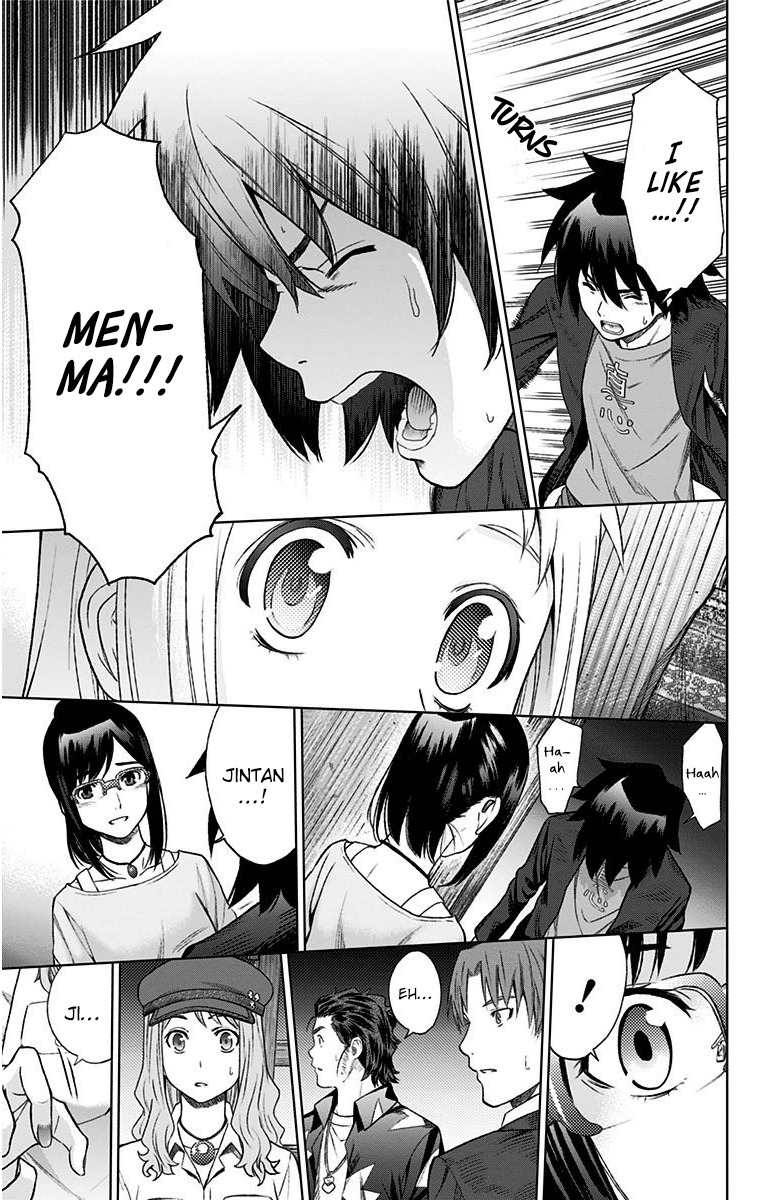 I
LIKE
...!!
TURNS
MEN-
MA!!!
Haah
...
Ha-
ah
...
JINTAN
...!
!
EH...
JI...